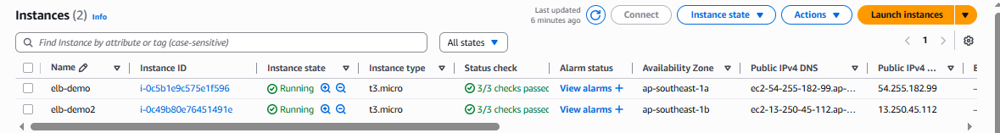 Instances (2) Info
Last updated
6 minutes ago
Connect
Instance state
Actions
Launch instances
Find Instance by attribute or tag (case-sensitive)
All states
1
Name Instance ID Instance state Instance type Status check Alarm status Availability Zone Public IPv4 DNS Public IPv4 ... E
elb-demo i-0c5b1e9c575e1f596 Running t3.micro 3/3 checks passed View alarms + ap-southeast-1a ec2-54-255-182-99.ap-... 54.255.182.99 –
elb-demo2 i-0c49b80e76451491e Running t3.micro 3/3 checks passed View alarms + ap-southeast-1b ec2-13-250-45-112.ap-... 13.250.45.112 –